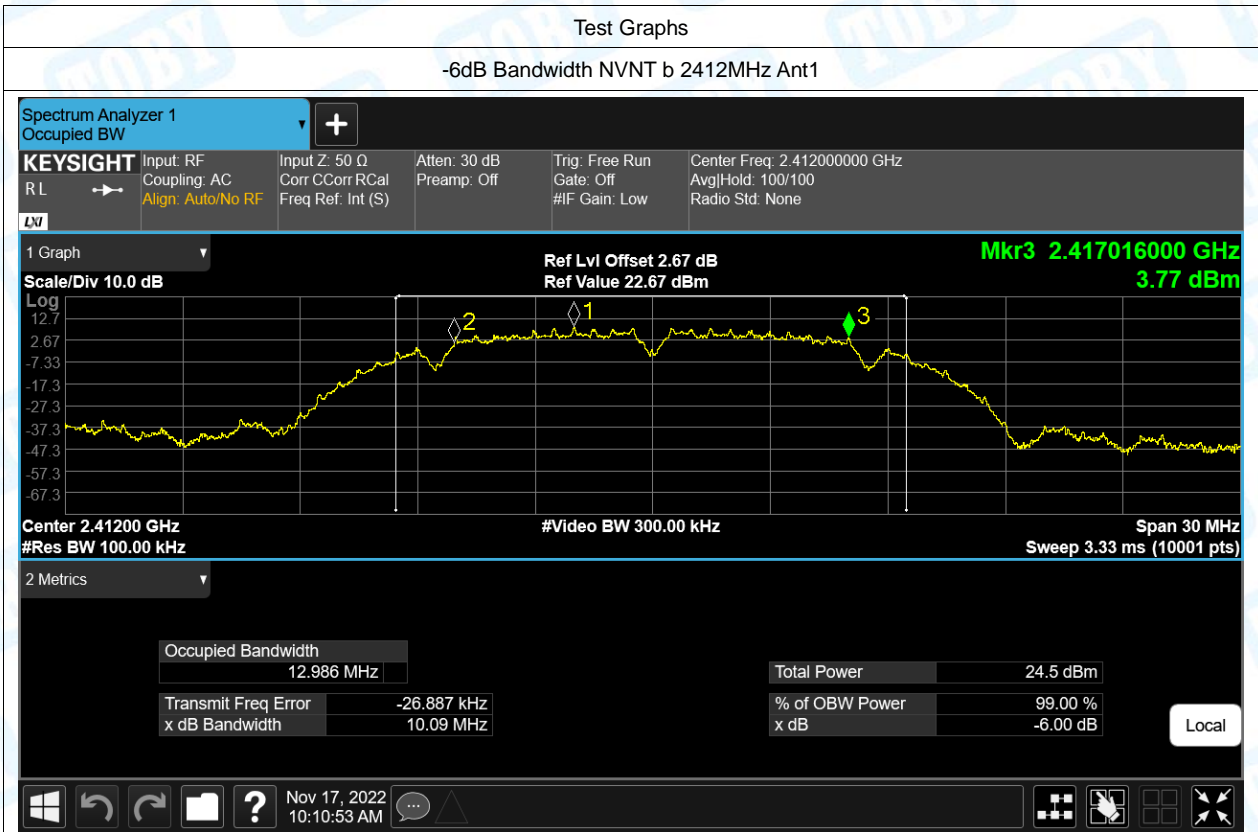 Test Graphs
-6dB Bandwidth NVNT b 2412MHz Ant1
Spectrum Analyzer 1
Occupied BW
KEYSIGHT
R L
LXI
Input: RF
Coupling: AC
Align: Auto/No RF
Input Z: 50 Ω
Corr CCorr RCal
Freq Ref: Int (S)
Atten: 30 dB
Preamp: Off
Trig: Free Run
Gate: Off
#IF Gain: Low
Center Freq: 2.412000000 GHz
Avg|Hold: 100/100
Radio Std: None
1 Graph
Scale/Div 10.0 dB
Ref Lvl Offset 2.67 dB
Ref Value 22.67 dBm
Mkr3 2.417016000 GHz
3.77 dBm
Log
12.7
2.67
-7.33
-17.3
-27.3
-37.3
-47.3
-57.3
-67.3
2
1
3
Center 2.41200 GHz
#Video BW 300.00 kHz
Span 30 MHz
#Res BW 100.00 kHz
Sweep 3.33 ms (10001 pts)
2 Metrics
Occupied Bandwidth
12.986 MHz
Total Power 24.5 dBm
Transmit Freq Error -26.887 kHz
% of OBW Power 99.00 %
x dB Bandwidth 10.09 MHz
x dB -6.00 dB
Local
Nov 17, 2022
10:10:53 AM
TOBY